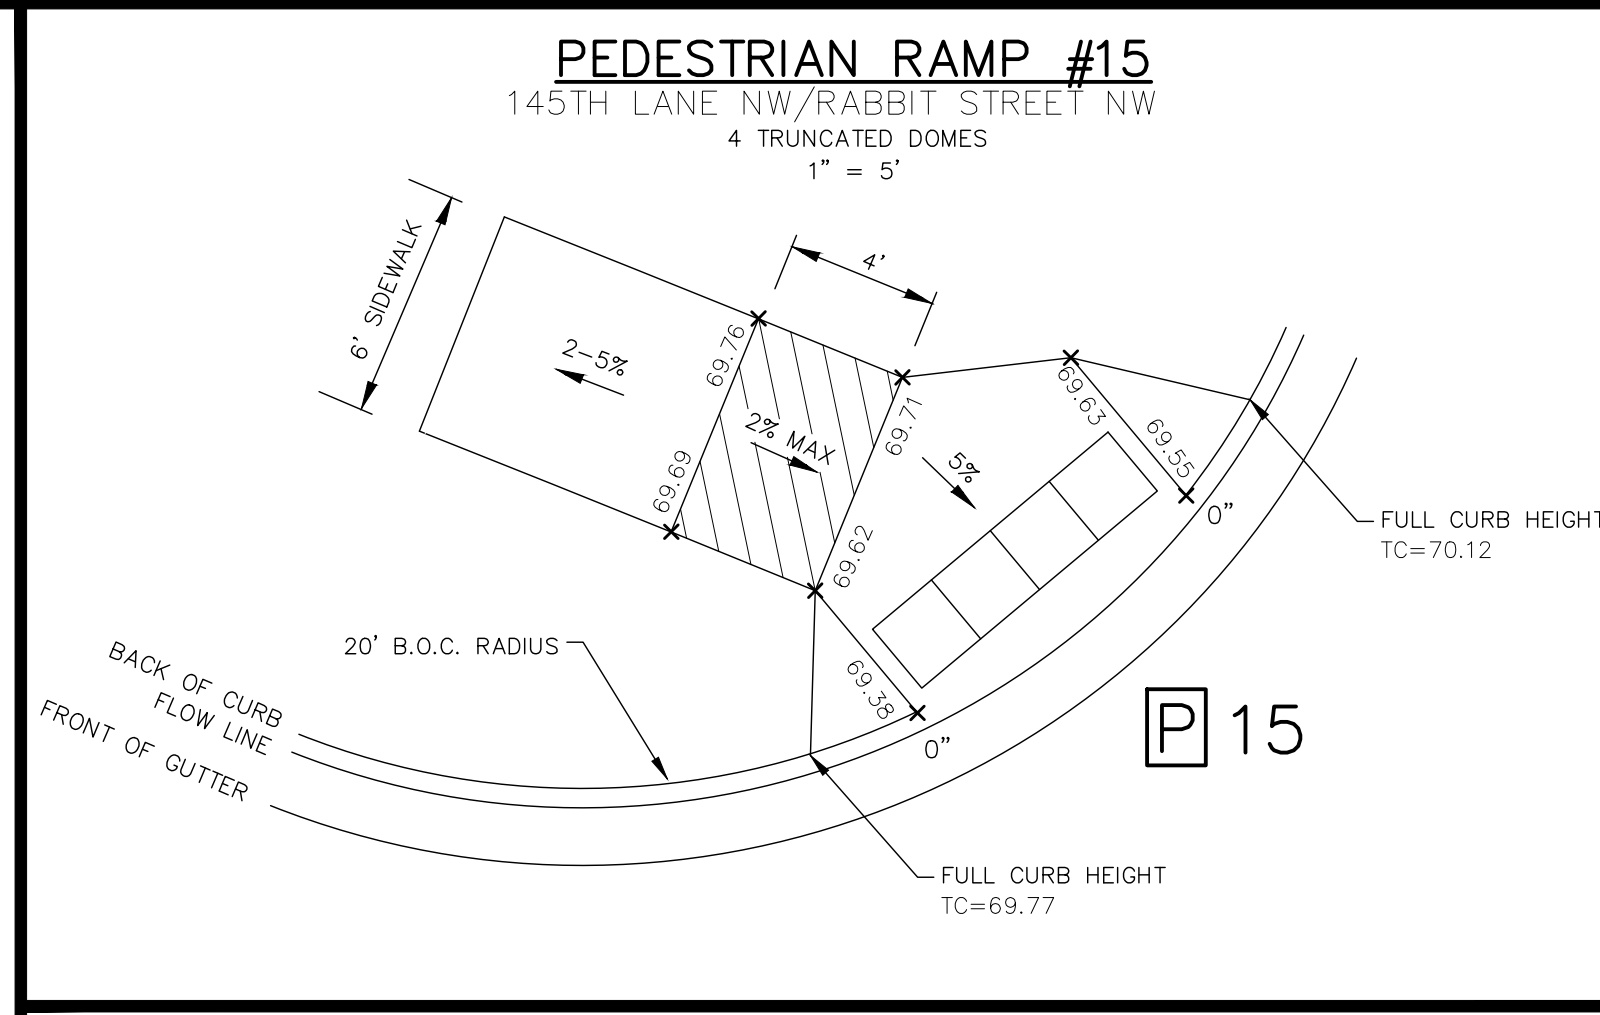 PEDESTRIAN RAMP #15
145TH LANE NW/RABBIT STREET NW
4 TRUNCATED DOMES
1" = 5'
6' SIDEWALK
4'
2-5%
69.76
69.69
2% MAX
69.71
69.62
5%
69.63
69.55
0"
FULL CURB HEIGHT
TC=70.12
20' B.O.C. RADIUS
BACK OF CURB
FLOW LINE
FRONT OF GUTTER
69.38
0"
P 15
FULL CURB HEIGHT
TC=69.77